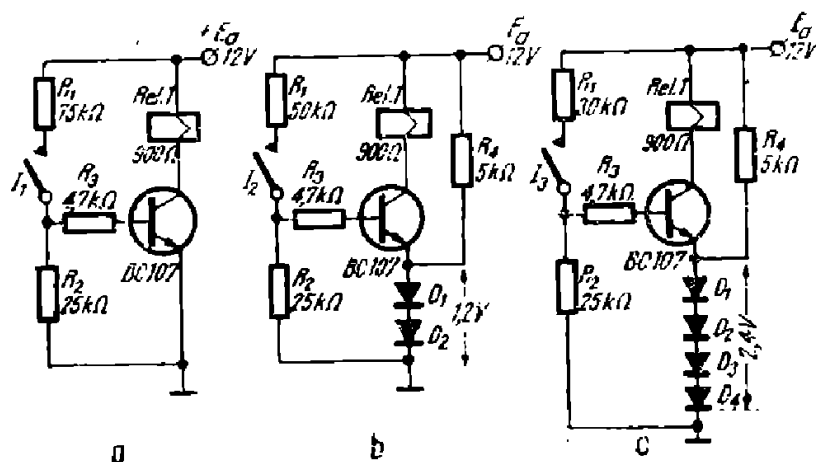 + Ea
12V
R1
75kΩ
Rel.1
900Ω
I1
R3
4,7kΩ
BC107
R2
25kΩ
a
Ea
12V
R1
50kΩ
Rel.1
900Ω
R4
5kΩ
I2
R3
4,7kΩ
BC107
R2
25kΩ
D1
D2
1,2V
b
Ea
12V
R1
30kΩ
Rel.1
900Ω
R4
5kΩ
I3
R3
4,7kΩ
BC107
R2
25kΩ
D1
D2
D3
D4
2,4V
c